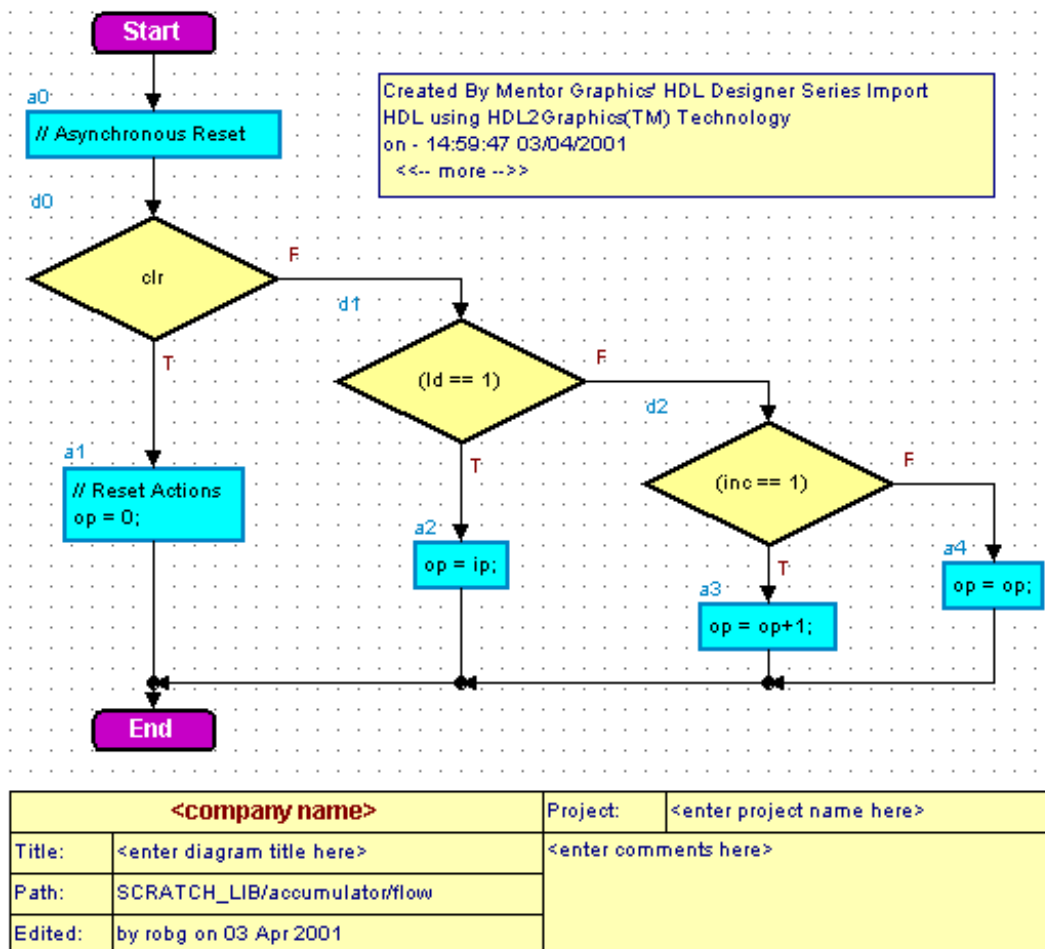 Start
a0
// Asynchronous Reset
Created By Mentor Graphics' HDL Designer Series Import
HDL using HDL2Graphics(TM) Technology
on - 14:59:47 03/04/2001
<<-- more -->>
d0
clr
F
T
d1
(ld == 1)
F
T
d2
(inc == 1)
F
T
a1
// Reset Actions
op = 0;
a2
op = ip;
a3
op = op+1;
a4
op = op;
End
<company name>
Project: <enter project name here>
Title: <enter diagram title here>
<enter comments here>
Path: SCRATCH_LIB/accumulator/flow
Edited: by robg on 03 Apr 2001